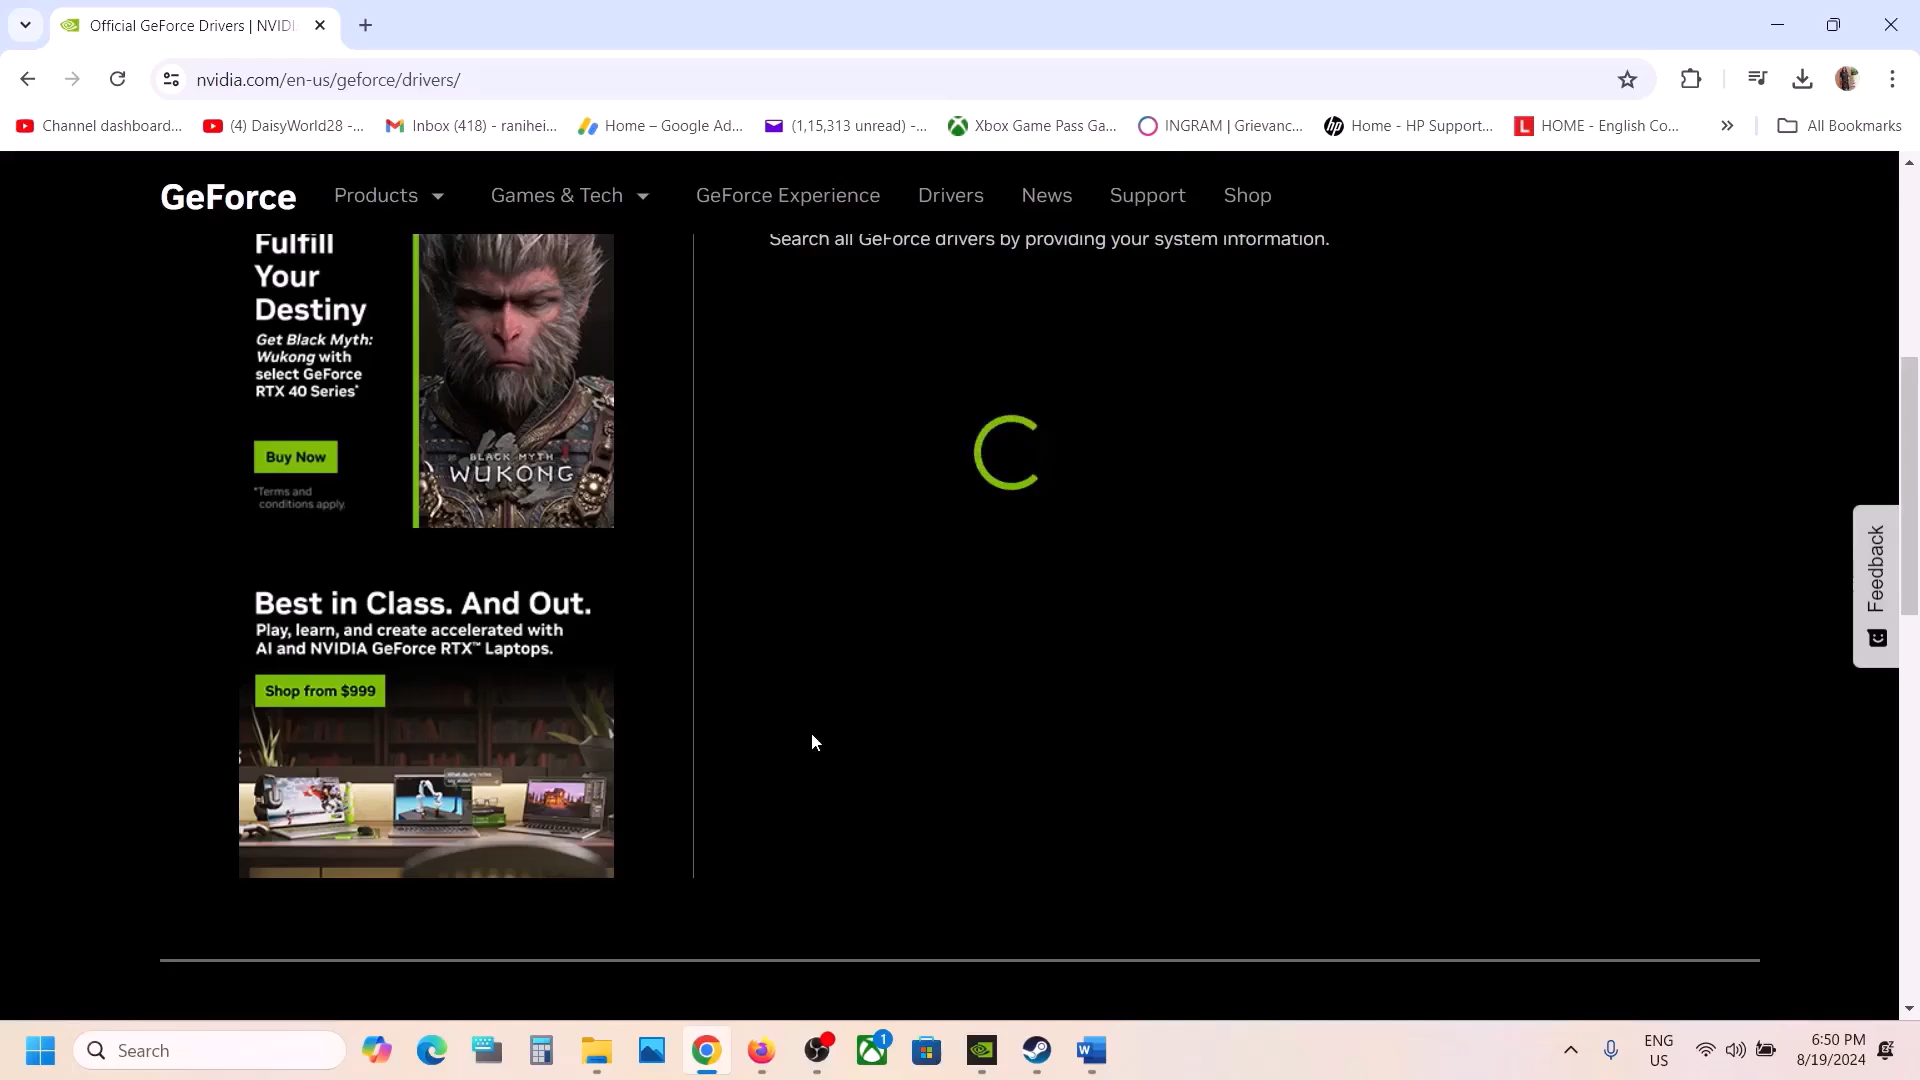 Official GeForce Drivers | NVIDI
nvidia.com/en-us/geforce/drivers/
Channel dashboard...
(4) DaisyWorld28 -...
Inbox (418) - ranihei...
Home – Google Ad...
(1,15,313 unread) -...
Xbox Game Pass Ga...
INGRAM | Grievanc...
Home - HP Support...
HOME - English Co...
All Bookmarks
GeForce
Products
Games & Tech
GeForce Experience
Drivers
News
Support
Shop
Search all GeForce drivers by providing your system information.
Fulfill
Your
Destiny
Get Black Myth:
Wukong with
select GeForce
RTX 40 Series*
Buy Now
*Terms and
conditions apply.
BLACK MYTH
WUKONG
Best in Class. And Out.
Play, learn, and create accelerated with
AI and NVIDIA GeForce RTX™ Laptops.
Shop from $999
Feedback
Search
1
ENG
US
6:50 PM
8/19/2024